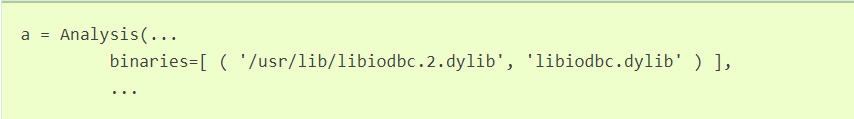 a = Analysis(...
binaries=[ ( '/usr/lib/libiodbc.2.dylib', 'libiodbc.dylib' ) ],
...